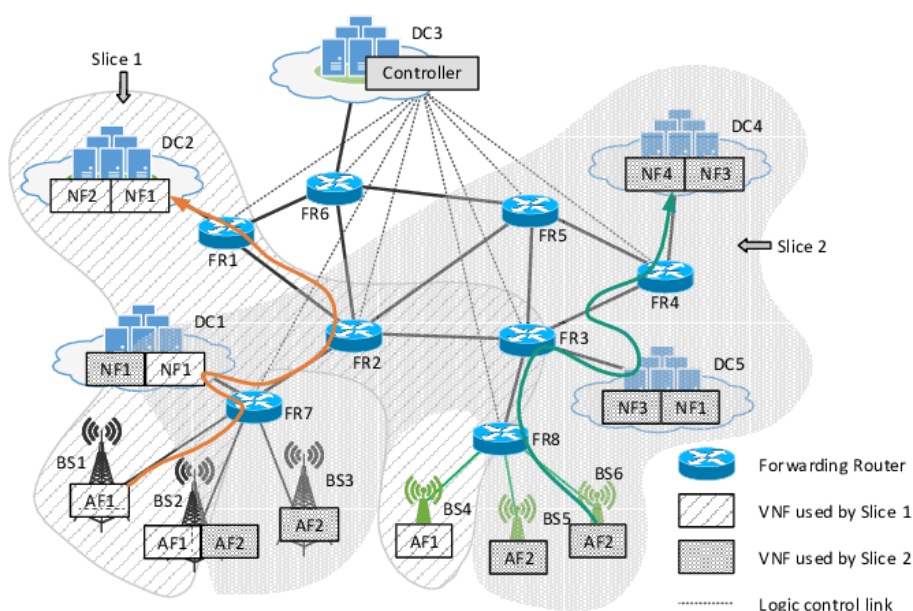 DC3
Slice 1
Controller
DC2
DC4
NF2 NF1
NF4 NF3
FR6
FR5
FR1
Slice 2
FR4
DC1
FR2
FR3
NF1 NF1
DC5
FR7
NF3 NF1
BS1
FR8
BS2
BS3
BS6
Forwarding Router
AF1
BS4
BS5
AF1 AF2
AF2
AF1
AF2
AF2
VNF used by Slice 1
VNF used by Slice 2
Logic control link